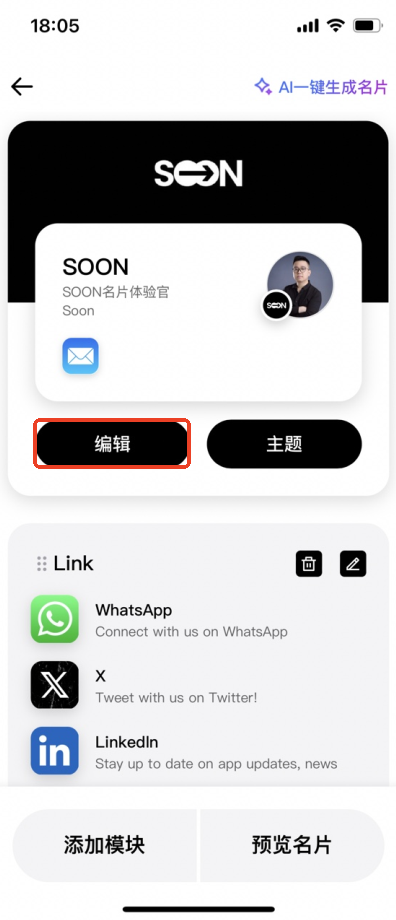 18:05
AI一键生成名片
SOON
SOON
SOON名片体验官
Soon
SOON
编辑
主题
Link
WhatsApp
Connect with us on WhatsApp
X
Tweet with us on Twitter!
LinkedIn
Stay up to date on app updates, news
添加模块
预览名片